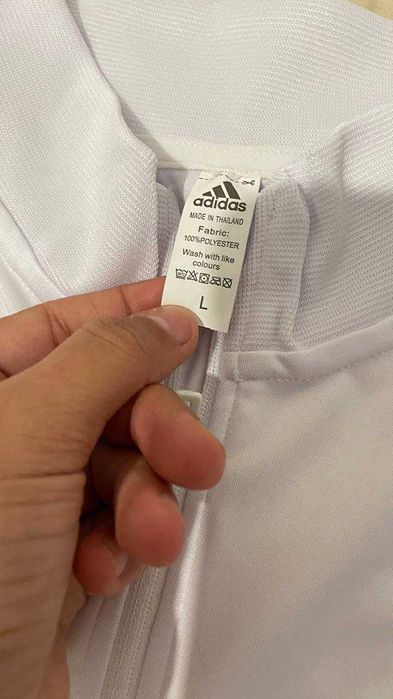 adidas
MADE IN THAILAND
Fabric:
100%POLYESTER
Wash with like
colours
L